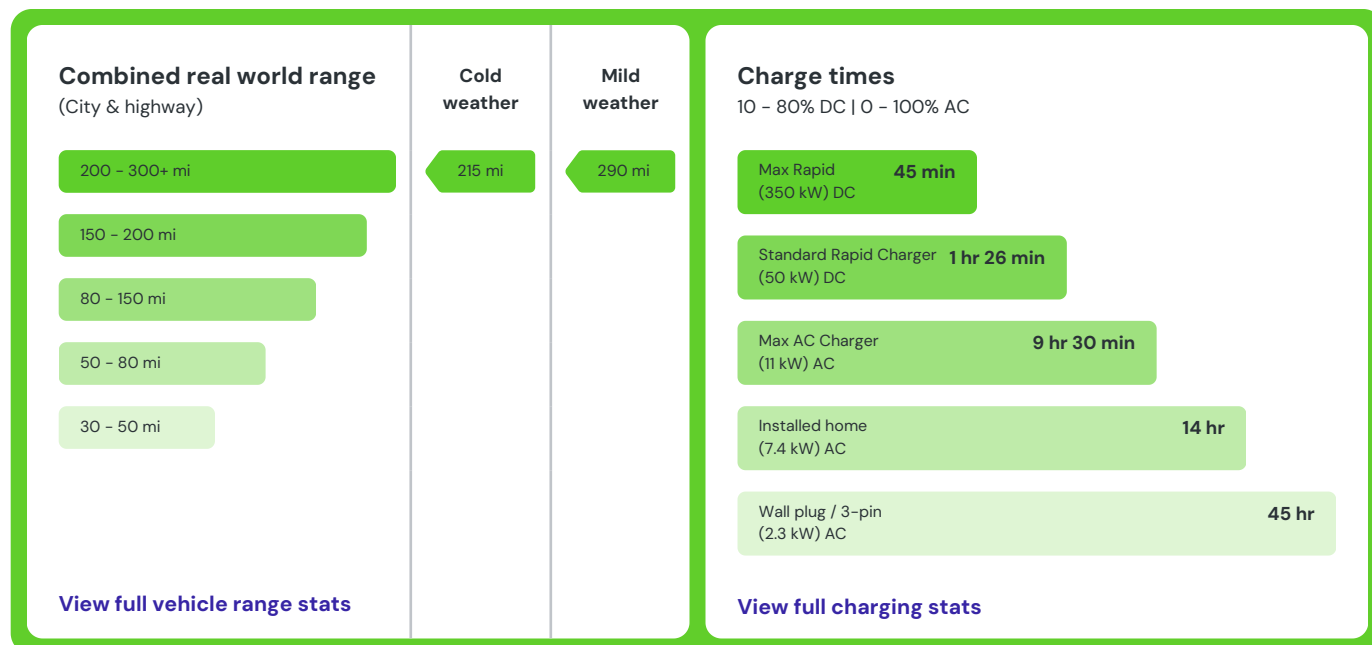 Combined real world range
(City & highway)
Cold
weather
Mild
weather
200 - 300+ mi
215 mi
290 mi
150 - 200 mi
80 - 150 mi
50 - 80 mi
30 - 50 mi
View full vehicle range stats
Charge times
10 - 80% DC | 0 - 100% AC
Max Rapid
(350 kW) DC
45 min
Standard Rapid Charger
(50 kW) DC
1 hr 26 min
Max AC Charger
(11 kW) AC
9 hr 30 min
Installed home
(7.4 kW) AC
14 hr
Wall plug / 3-pin
(2.3 kW) AC
45 hr
View full charging stats